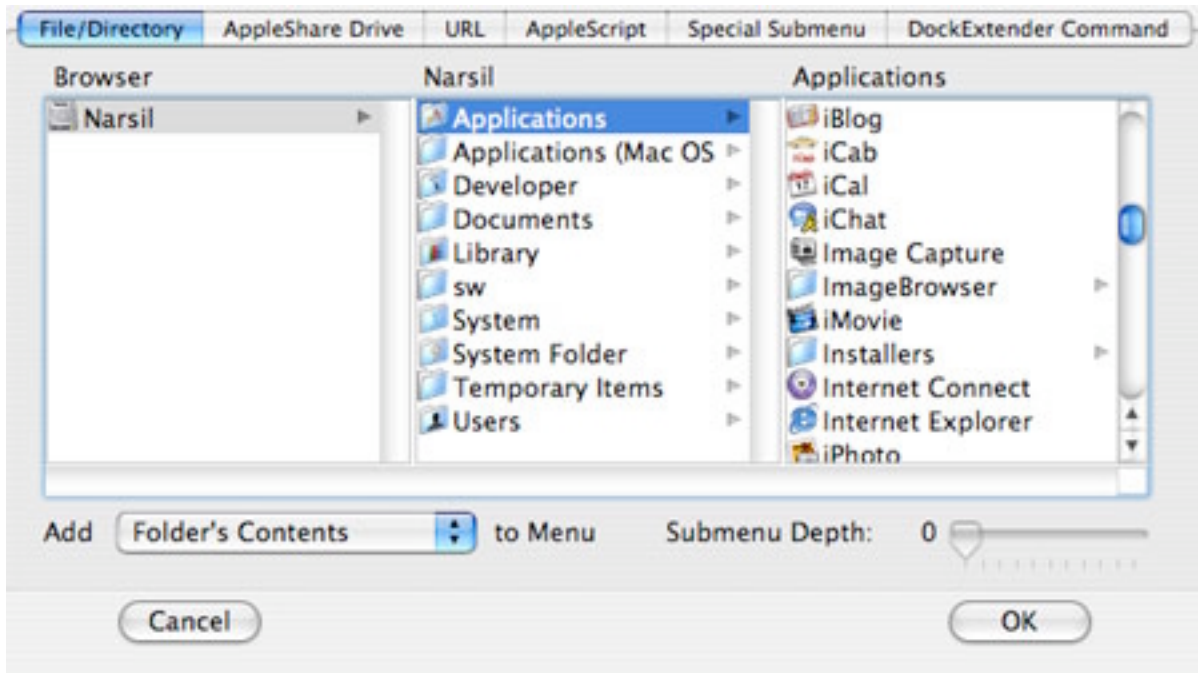 File/Directory AppleShare Drive URL AppleScript Special Submenu DockExtender Command
Browser Narsil Applications
Narsil
Applications
Applications (Mac OS
Developer
Documents
Library
sw
System
System Folder
Temporary Items
Users
iBlog
iCab
iCal
iChat
Image Capture
ImageBrowser
iMovie
Installers
Internet Connect
Internet Explorer
iPhoto
Add Folder's Contents to Menu Submenu Depth: 0
Cancel OK